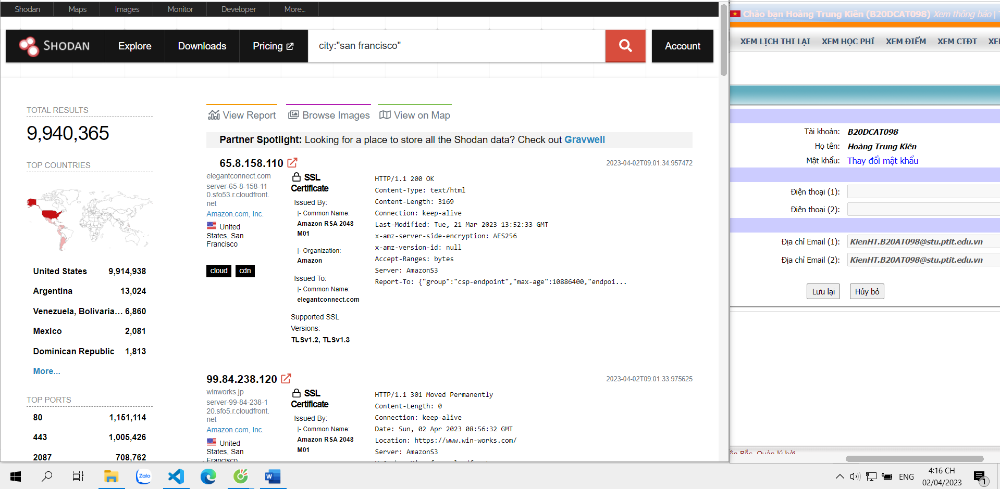 Shodan
Maps
Images
Monitor
Developer
More...
SHODAN
Explore
Downloads
Pricing
city:"san francisco"
Account
TOTAL RESULTS
9,940,365
TOP COUNTRIES
United States 9,914,938
Argentina 13,024
Venezuela, Bolivaria... 6,860
Mexico 2,081
Dominican Republic 1,813
More...
TOP PORTS
80 1,151,114
443 1,005,426
2087 708,762
View Report
Browse Images
View on Map
Partner Spotlight: Looking for a place to store all the Shodan data? Check out Gravwell
65.8.158.110
2023-04-02T09:01:34.957472
elegantconnect.com
server-65-8-158-11
0.sfo53.r.cloudfront.
net
Amazon.com, Inc.
United
States, San
Francisco
cloud
cdn
SSL
Certificate
Issued By:
|- Common Name:
Amazon RSA 2048
M01
|- Organization:
Amazon
Issued To:
|- Common Name:
elegantconnect.com
Supported SSL
Versions:
TLSv1.2, TLSv1.3
HTTP/1.1 200 OK
Content-Type: text/html
Content-Length: 3169
Connection: keep-alive
Last-Modified: Tue, 21 Mar 2023 13:52:33 GMT
x-amz-server-side-encryption: AES256
x-amz-version-id: null
Accept-Ranges: bytes
Server: AmazonS3
Report-To: {"group":"csp-endpoint","max-age":10886400,"endpoi...
99.84.238.120
2023-04-02T09:01:33.975625
winworks.jp
server-99-84-238-1
20.sfo5.r.cloudfront.
net
Amazon.com, Inc.
United
States, San
Francisco
SSL
Certificate
Issued By:
|- Common Name:
Amazon RSA 2048
M01
HTTP/1.1 301 Moved Permanently
Content-Length: 0
Connection: keep-alive
Date: Sun, 02 Apr 2023 08:56:32 GMT
Location: https://www.win-works.com/
Server: AmazonS3
Chào bạn Hoàng Trung Kiên (B20DCAT098) Xem thông báo |
XEM LỊCH THI LẠI
XEM HỌC PHÍ
XEM ĐIỂM
XEM CTĐT
Tài khoản: B20DCAT098
Họ tên: Hoàng Trung Kiên
Mật khẩu: Thay đổi mật khẩu
Điện thoại (1):
Điện thoại (2):
Địa chỉ Email (1): KienHT.B20AT098@stu.ptit.edu.vn
Địa chỉ Email (2): KienHT.B20AT098@stu.ptit.edu.vn
Lưu lại
Hủy bỏ
Zalo
ENG
4:16 CH
02/04/2023
1